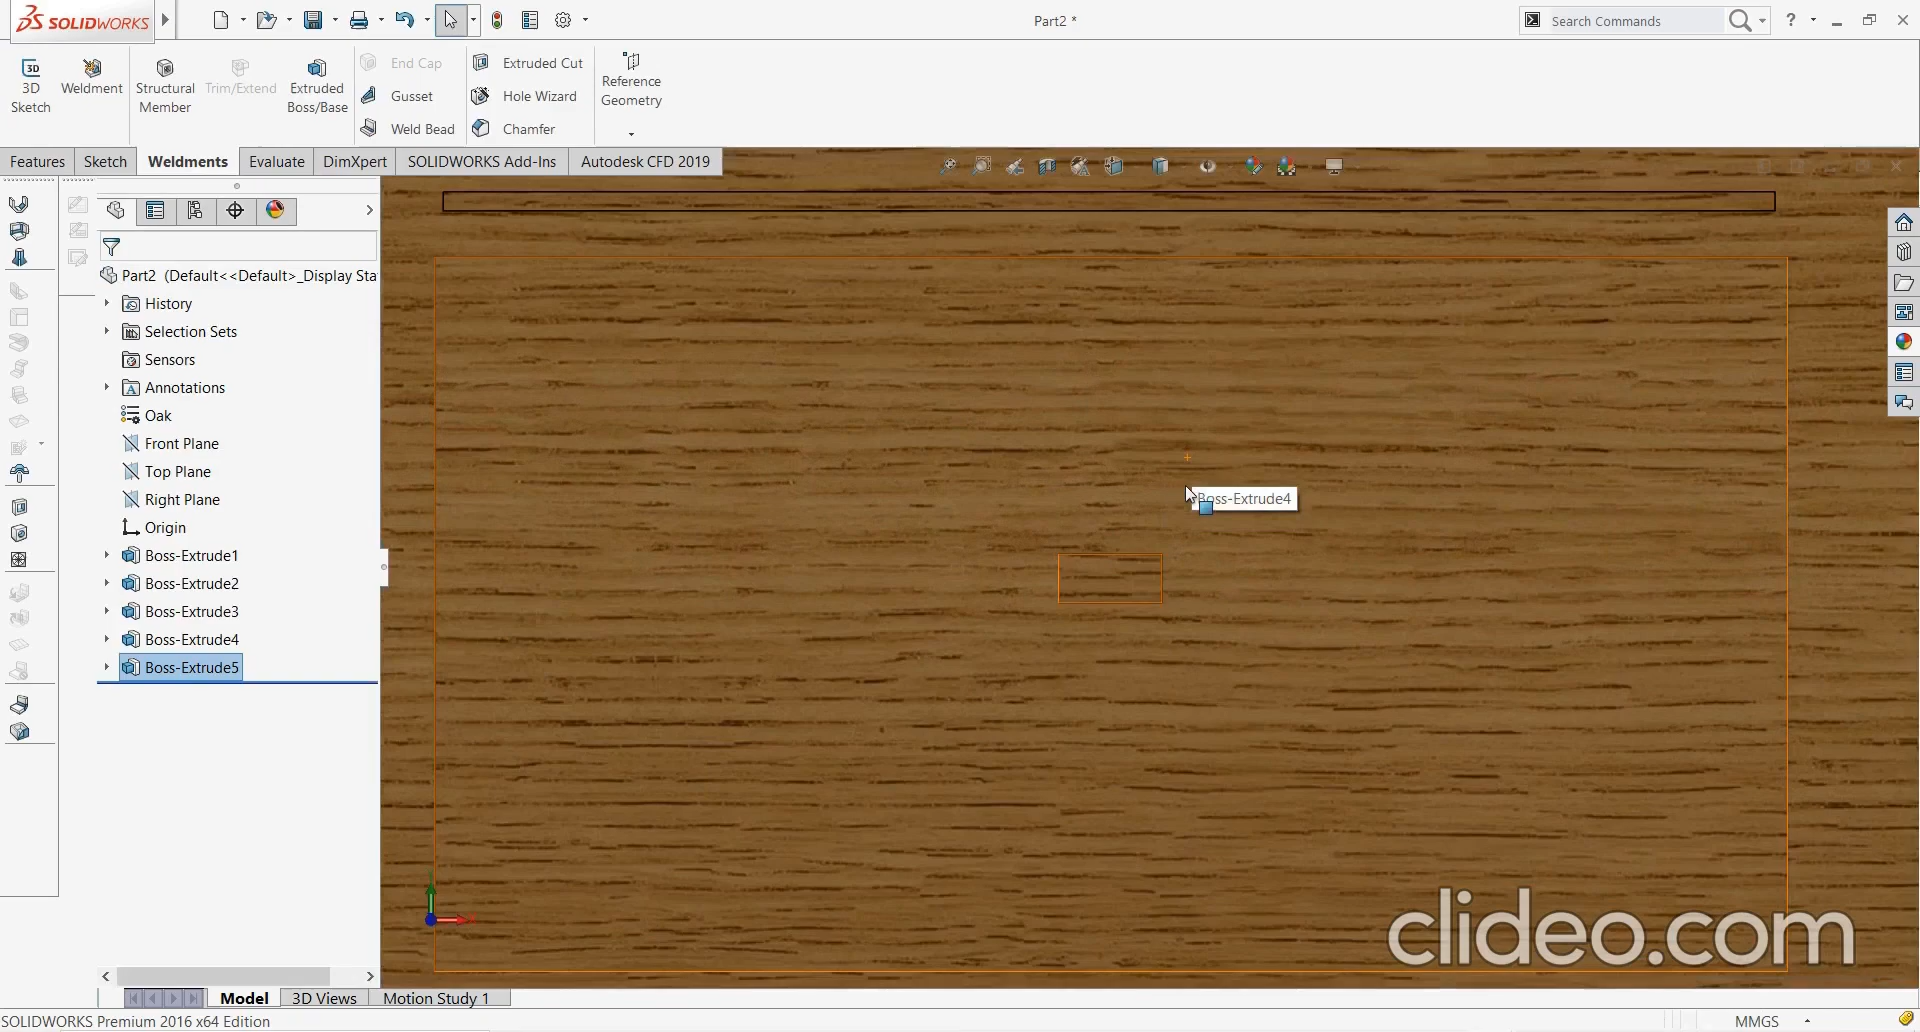 SOLIDWORKS
Part2 *
Search Commands
?
3D
Sketch
Weldment
Structural
Member
Trim/Extend
Extruded
Boss/Base
End Cap
Gusset
Weld Bead
Extruded Cut
Hole Wizard
Chamfer
Reference
Geometry
Features
Sketch
Weldments
Evaluate
DimXpert
SOLIDWORKS Add-Ins
Autodesk CFD 2019
Part2 (Default<<Default>_Display Sta
History
Selection Sets
Sensors
Annotations
Oak
Front Plane
Top Plane
Right Plane
Origin
Boss-Extrude1
Boss-Extrude2
Boss-Extrude3
Boss-Extrude4
Boss-Extrude5
Boss-Extrude4
clideo.com
Model
3D Views
Motion Study 1
SOLIDWORKS Premium 2016 x64 Edition
MMGS